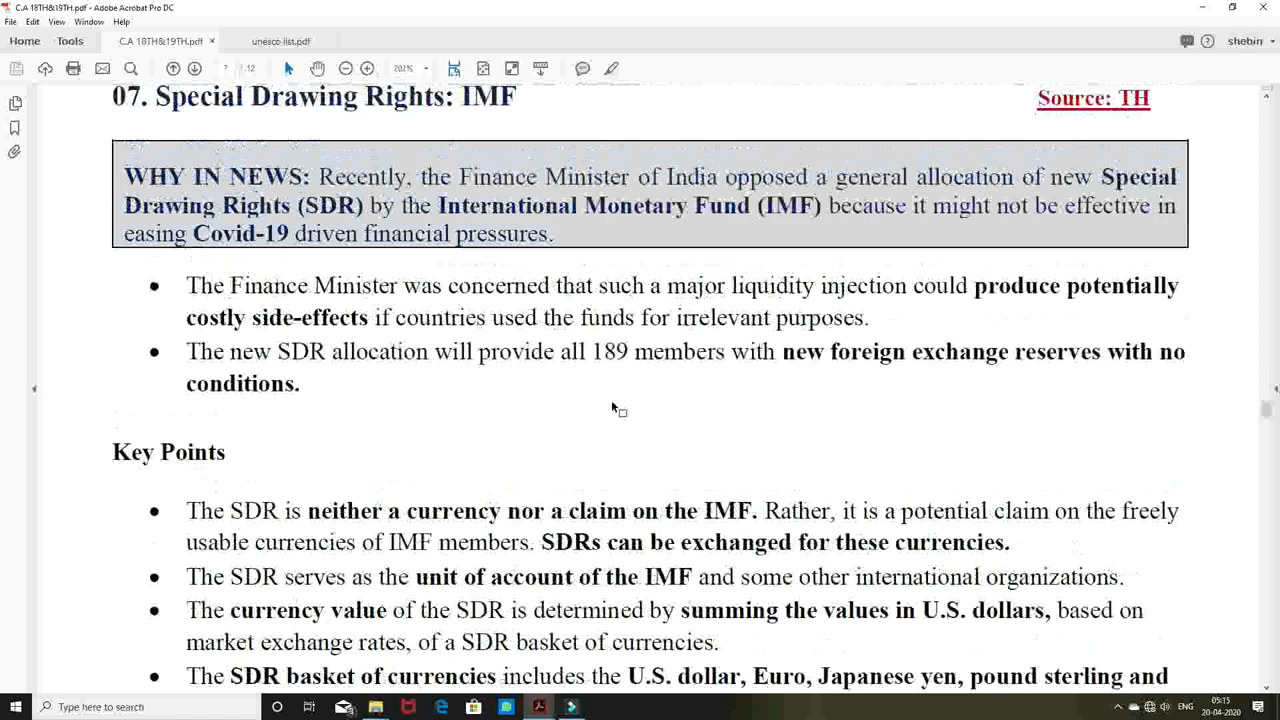 C.A 18TH&19TH.pdf - Adobe Acrobat Pro DC
File Edit View Window Help
Home Tools C.A 18TH&19TH.pdf × unesco list.pdf shebin
? / 12 202%
07. Special Drawing Rights: IMF Source: TH
WHY IN NEWS: Recently, the Finance Minister of India opposed a general allocation of new Special
Drawing Rights (SDR) by the International Monetary Fund (IMF) because it might not be effective in
easing Covid-19 driven financial pressures.
• The Finance Minister was concerned that such a major liquidity injection could produce potentially
costly side-effects if countries used the funds for irrelevant purposes.
• The new SDR allocation will provide all 189 members with new foreign exchange reserves with no
conditions.
Key Points
• The SDR is neither a currency nor a claim on the IMF. Rather, it is a potential claim on the freely
usable currencies of IMF members. SDRs can be exchanged for these currencies.
• The SDR serves as the unit of account of the IMF and some other international organizations.
• The currency value of the SDR is determined by summing the values in U.S. dollars, based on
market exchange rates, of a SDR basket of currencies.
• The SDR basket of currencies includes the U.S. dollar, Euro, Japanese yen, pound sterling and
Type here to search ENG 05:15
20-04-2020